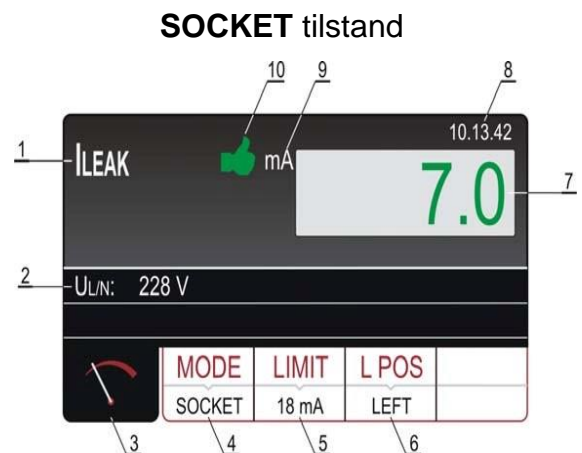 SOCKET tilstand
10 9 8
10.13.42
1 ILEAK mA 7.0 7
2 UL/N: 228 V
MODE LIMIT L POS
SOCKET 18 mA LEFT
3 4 5 6